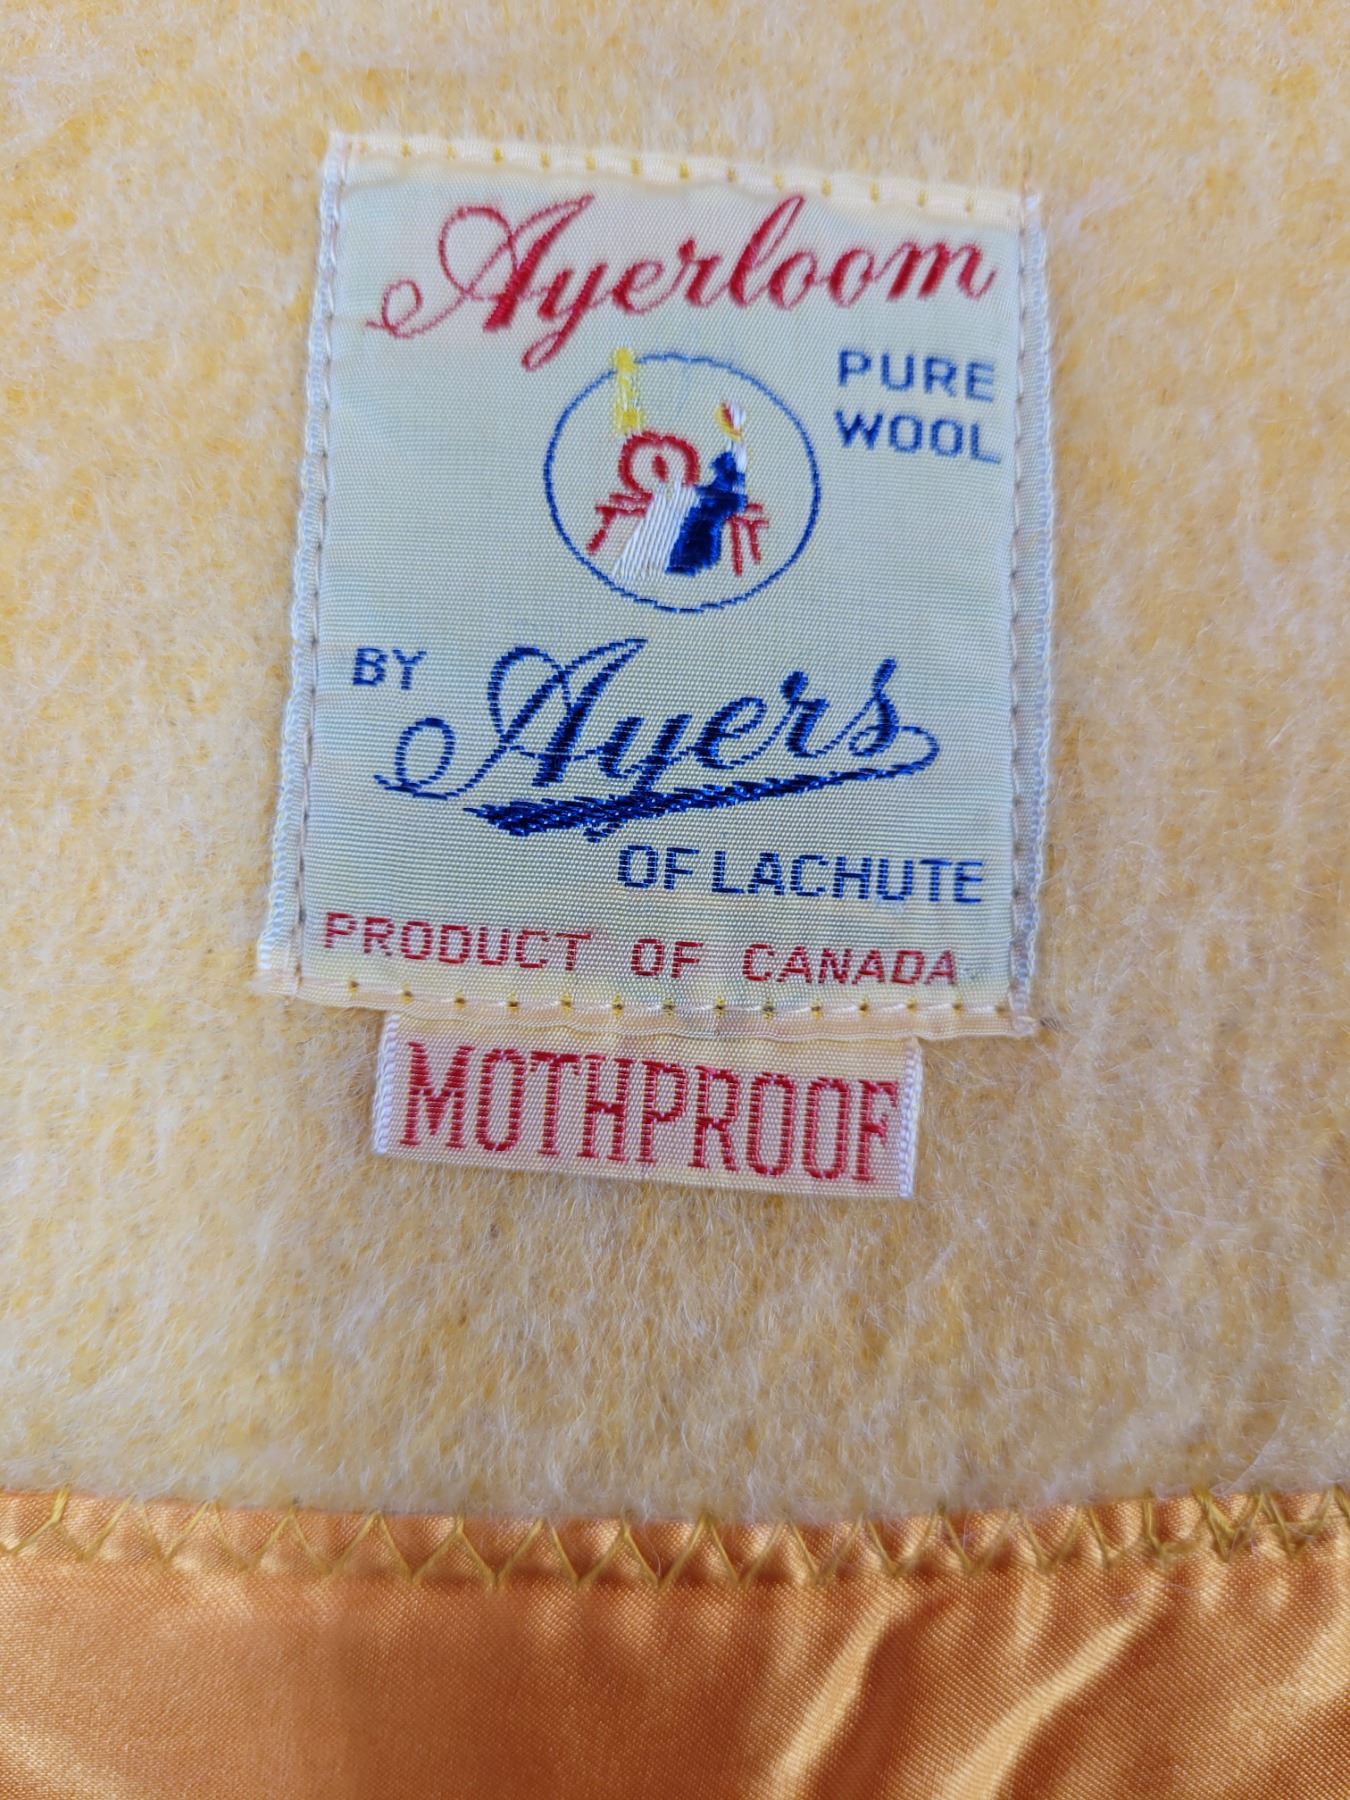 Ayerloom
PURE
WOOL
BY Ayers
OF LACHUTE
PRODUCT OF CANADA
MOTHPROOF